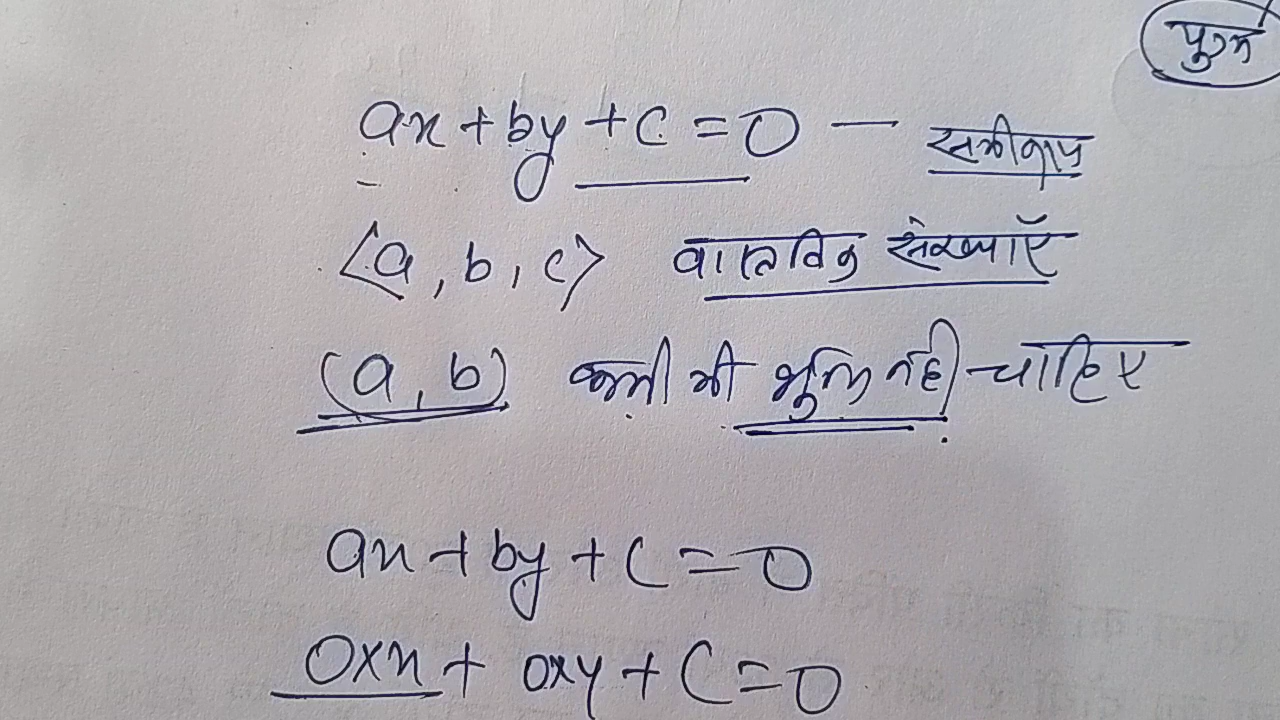 युग्म
ax + by + c = 0 — समीकरण
<a, b, c> वास्तविक संख्याएँ
(a, b) कभी भी शून्य नहीं चाहिए
ax + by + c = 0
0xx + 0xy + c = 0